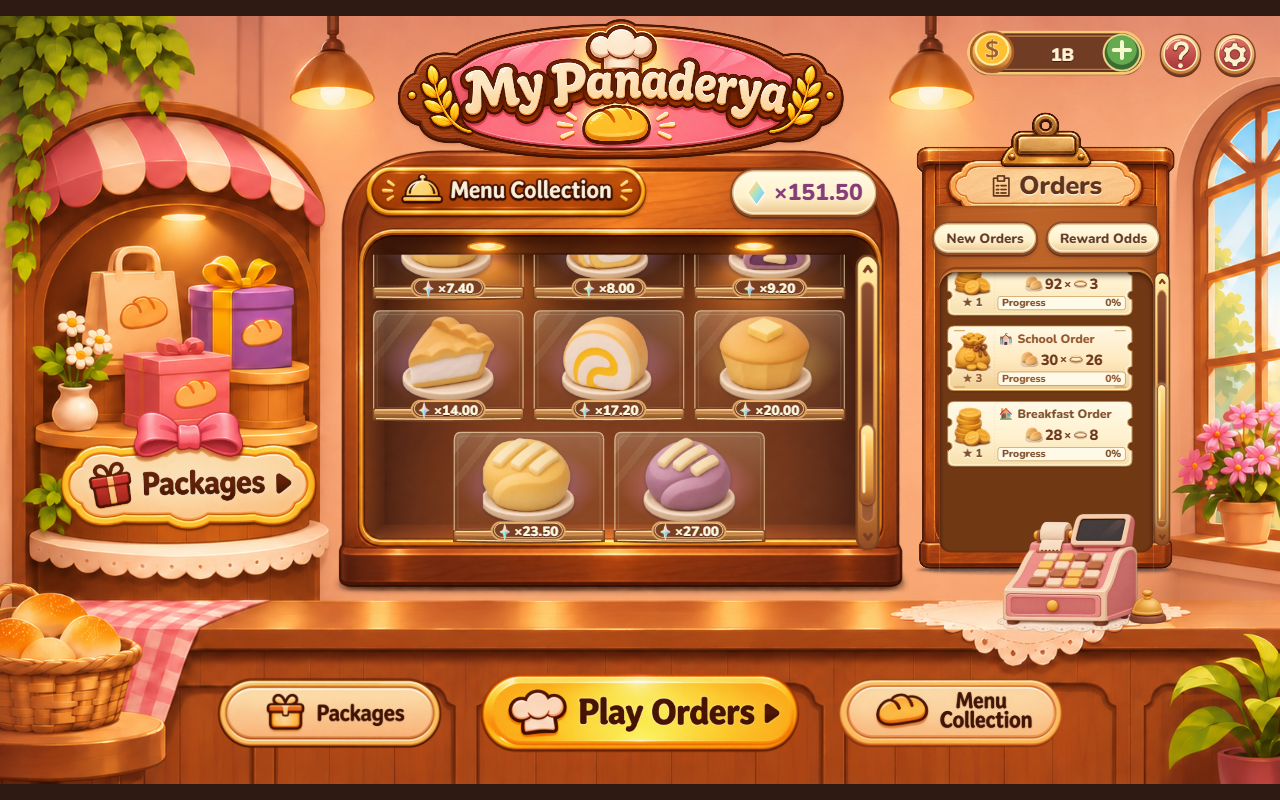 My Panaderya
$
1B
+
?
Menu Collection
×151.50
×7.40
×8.00
×9.20
×14.00
×17.20
×20.00
×23.50
×27.00
Packages
Orders
New Orders
Reward Odds
92 × 3
★ 1
Progress 0%
School Order
30 × 26
★ 3
Progress 0%
Breakfast Order
28 × 8
★ 1
Progress 0%
Packages
Play Orders
Menu
Collection